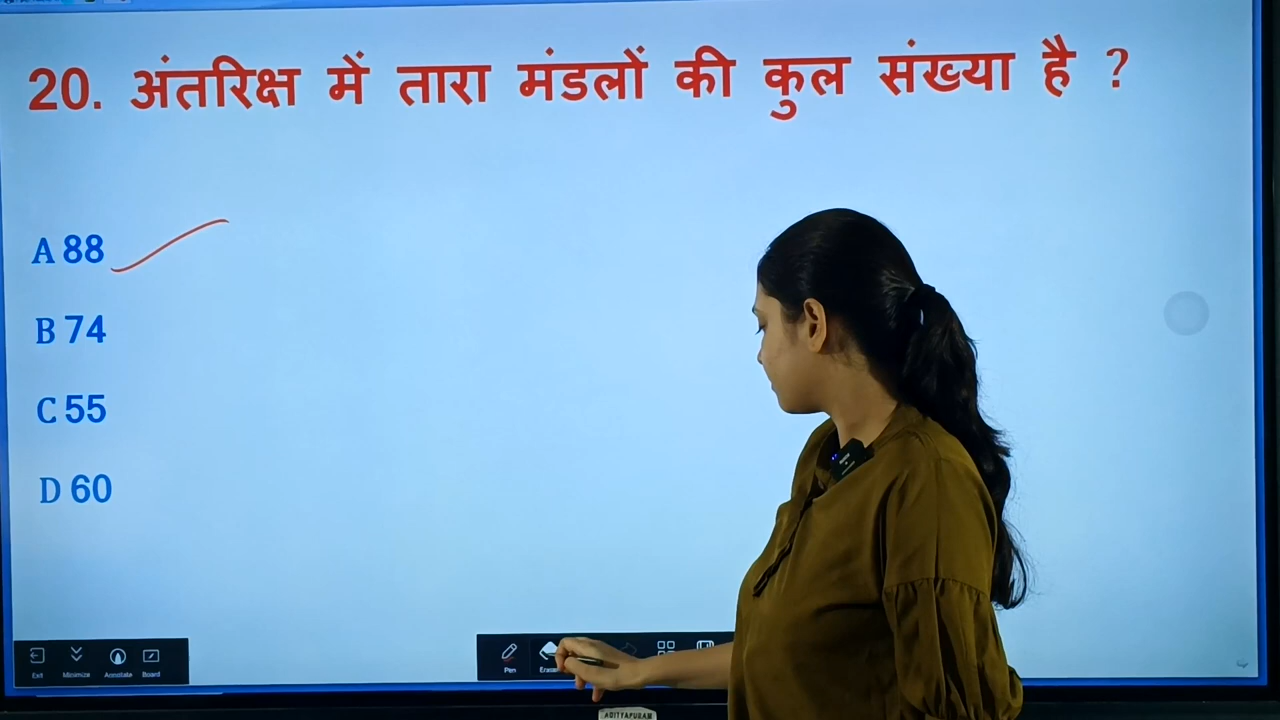 20. अंतरिक्ष में तारा मंडलों की कुल संख्या है ?
A 88
B 74
C 55
D 60
Exit Minimize Annotate Board
Pen
ADITYAPURAM